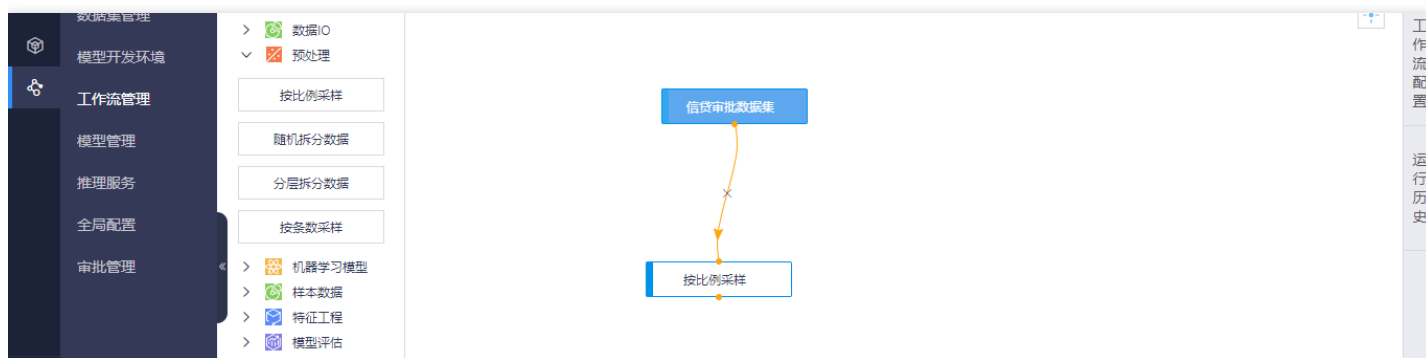 数据集管理
模型开发环境
工作流管理
模型管理
推理服务
全局配置
审批管理
数据IO
预处理
按比例采样
随机拆分数据
分层拆分数据
按条数采样
机器学习模型
样本数据
特征工程
模型评估
信贷审批数据集
按比例采样
工作流配置
运行历史